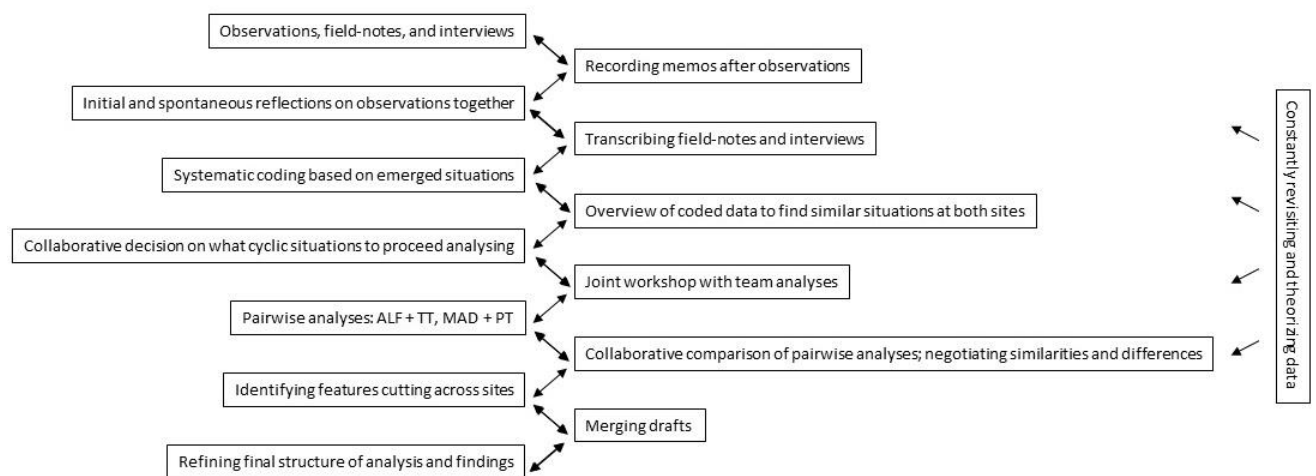 Observations, field-notes, and interviews
Recording memos after observations
Initial and spontaneous reflections on observations together
Transcribing field-notes and interviews
Systematic coding based on emerged situations
Overview of coded data to find similar situations at both sites
Collaborative decision on what cyclic situations to proceed analysing
Joint workshop with team analyses
Pairwise analyses: ALF + TT, MAD + PT
Collaborative comparison of pairwise analyses; negotiating similarities and differences
Identifying features cutting across sites
Merging drafts
Refining final structure of analysis and findings
Constantly revisiting and theorizing data